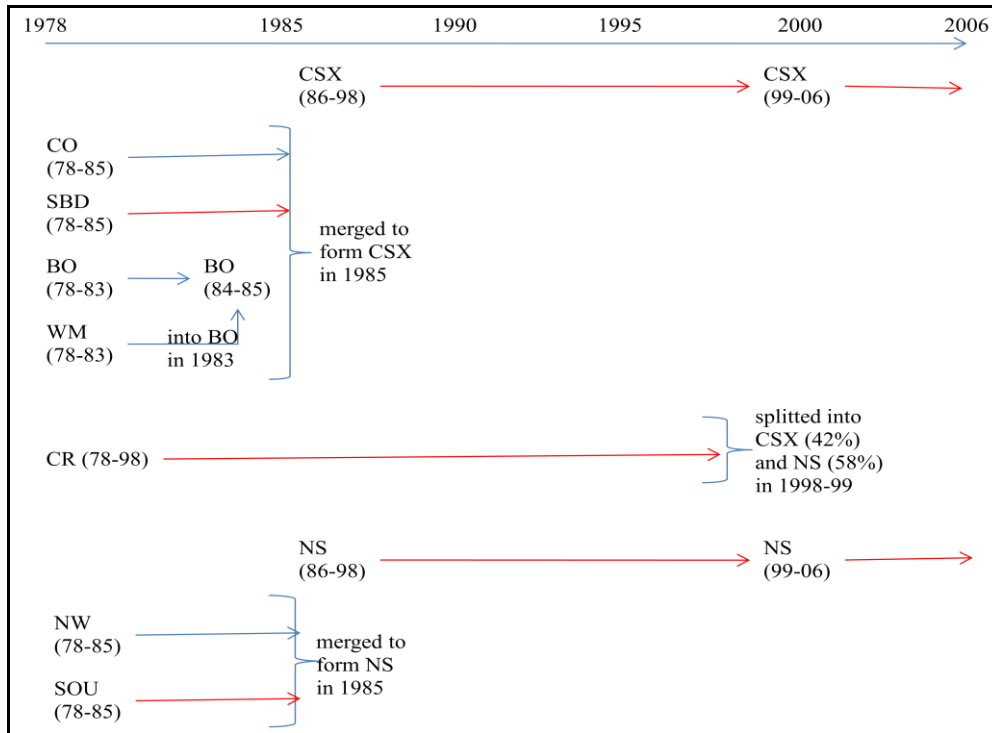 1978 1985 1990 1995 2000 2006
CSX
(86-98)
CSX
(99-06)
CO
(78-85)
SBD
(78-85)
BO
(78-83)
BO
(84-85)
WM
(78-83)
into BO
in 1983
merged to
form CSX
in 1985
CR (78-98)
splitted into
CSX (42%)
and NS (58%)
in 1998-99
NS
(86-98)
NS
(99-06)
NW
(78-85)
SOU
(78-85)
merged to
form NS
in 1985